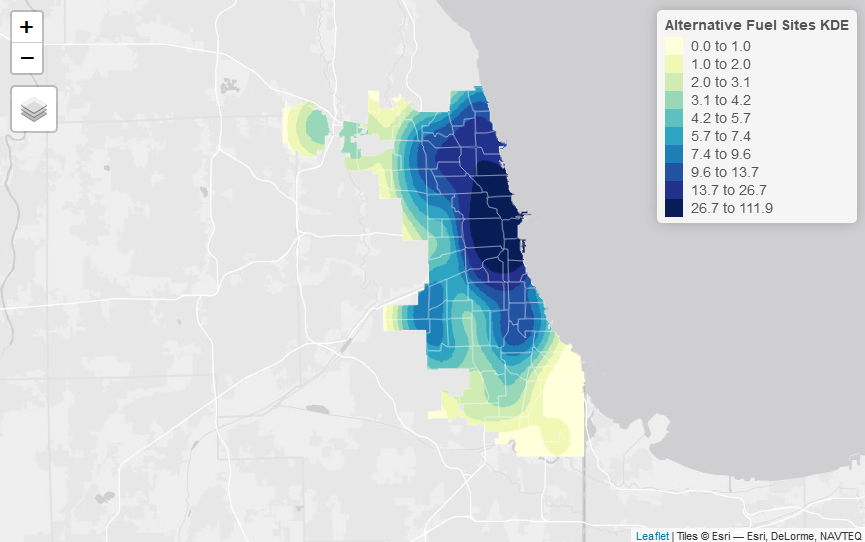 +
−
Alternative Fuel Sites KDE
0.0 to 1.0
1.0 to 2.0
2.0 to 3.1
3.1 to 4.2
4.2 to 5.7
5.7 to 7.4
7.4 to 9.6
9.6 to 13.7
13.7 to 26.7
26.7 to 111.9
Leaflet | Tiles © Esri — Esri, DeLorme, NAVTEQ